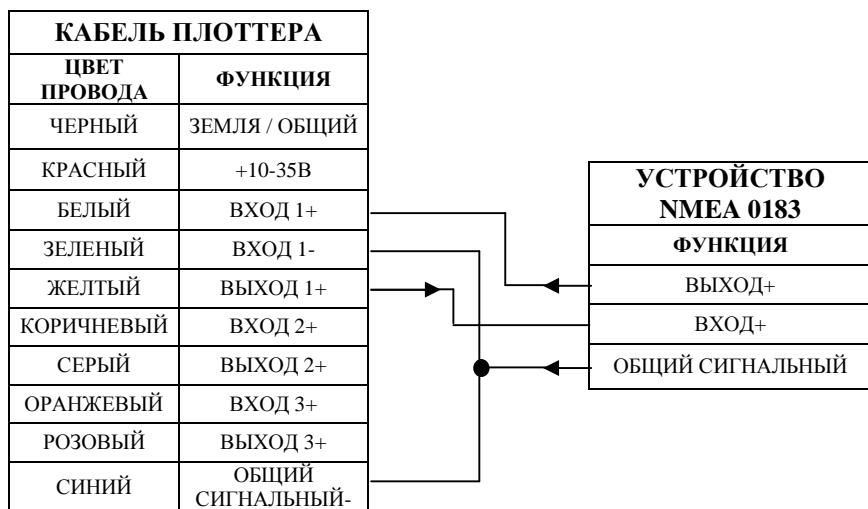 КАБЕЛЬ ПЛОТТЕРА
ЦВЕТ ПРОВОДА
ФУНКЦИЯ
ЧЕРНЫЙ
ЗЕМЛЯ / ОБЩИЙ
КРАСНЫЙ
+10-35В
БЕЛЫЙ
ВХОД 1+
ЗЕЛЕНЫЙ
ВХОД 1-
ЖЕЛТЫЙ
ВЫХОД 1+
КОРИЧНЕВЫЙ
ВХОД 2+
СЕРЫЙ
ВЫХОД 2+
ОРАНЖЕВЫЙ
ВХОД 3+
РОЗОВЫЙ
ВЫХОД 3+
СИНИЙ
ОБЩИЙ
СИГНАЛЬНЫЙ-
УСТРОЙСТВО
NMEA 0183
ФУНКЦИЯ
ВЫХОД+
ВХОД+
ОБЩИЙ СИГНАЛЬНЫЙ